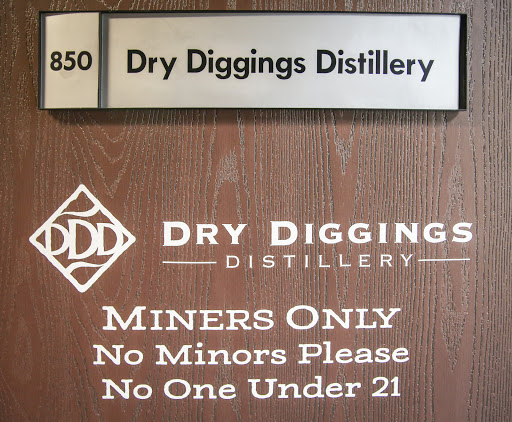 850 Dry Diggings Distillery
DDD
DRY DIGGINGS
DISTILLERY
MINERS ONLY
No Minors Please
No One Under 21